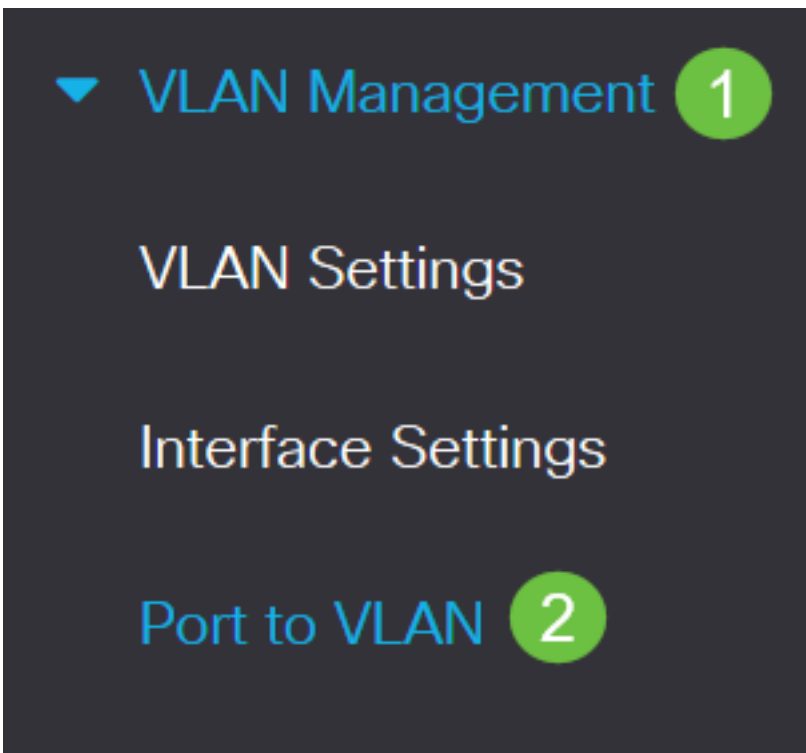 VLAN Management 1
VLAN Settings
Interface Settings
Port to VLAN 2